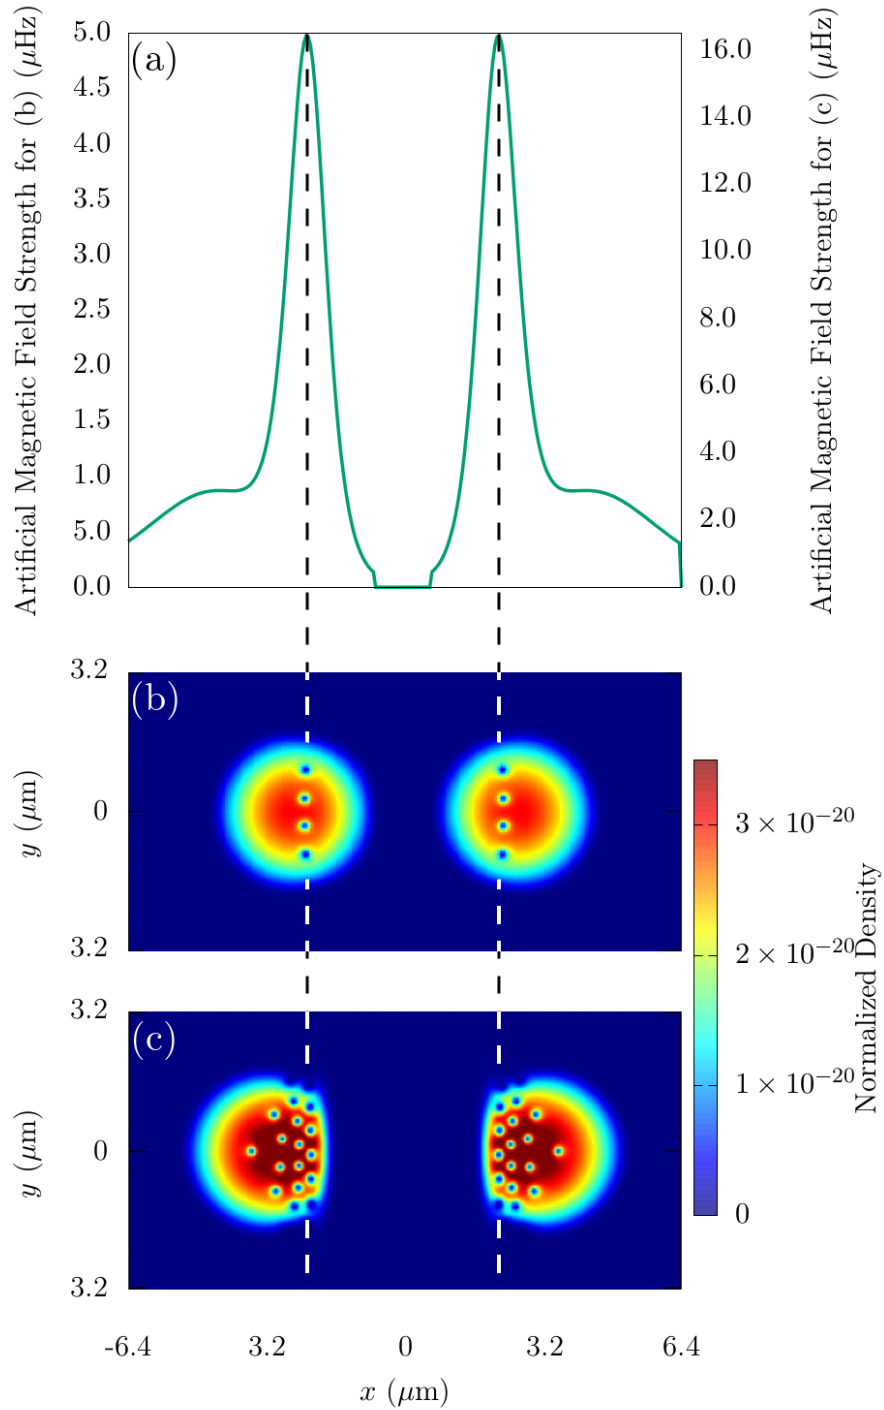 Artificial Magnetic Field Strength for (b) (μHz)
5.0
4.5
4.0
3.5
3.0
2.5
2.0
1.5
1.0
5.0
0.0
(a)
16.0
14.0
12.0
10.0
8.0
6.0
4.0
2.0
0.0
Artificial Magnetic Field Strength for (c) (μHz)
3.2
0
3.2
y (μm)
(b)
3.2
0
3.2
y (μm)
(c)
3 × 10⁻²⁰
2 × 10⁻²⁰
1 × 10⁻²⁰
0
Normalized Density
-6.4 3.2 0 3.2 6.4
x (μm)